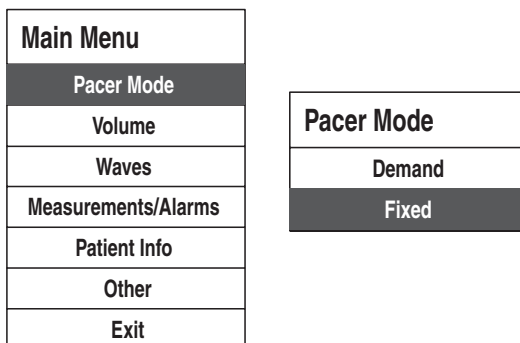 Main Menu
Pacer Mode
Volume
Waves
Measurements/Alarms
Patient Info
Other
Exit
Pacer Mode
Demand
Fixed